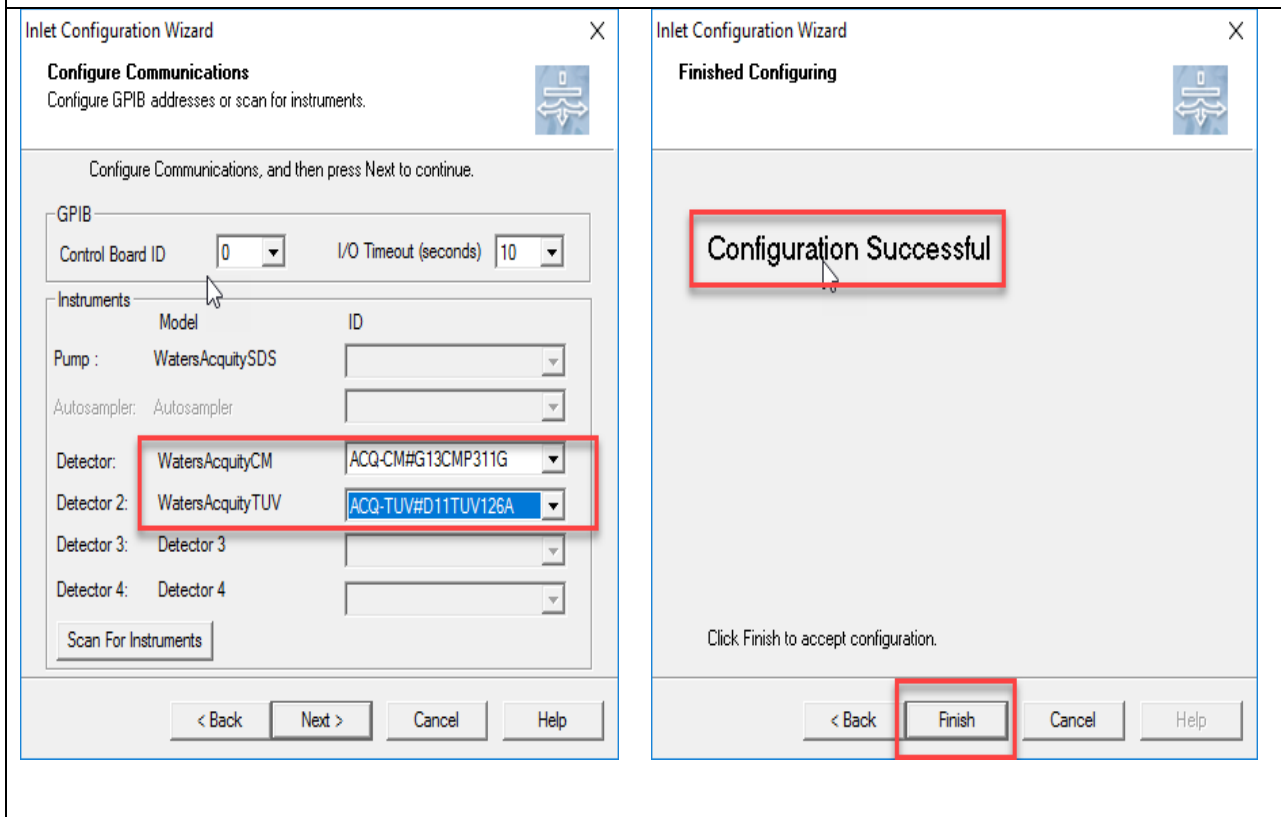 Inlet Configuration Wizard
Configure Communications
Configure GPIB addresses or scan for instruments.
Configure Communications, and then press Next to continue.
GPIB
Control Board ID 0 I/O Timeout (seconds) 10
Instruments
Model ID
Pump : WatersAcquitySDS
Autosampler: Autosampler
Detector: WatersAcquityCM ACQ-CM#G13CMP311G
Detector 2: WatersAcquityTUV ACQ-TUV#D11TUV126A
Detector 3: Detector 3
Detector 4: Detector 4
Scan For Instruments
< Back Next > Cancel Help
Inlet Configuration Wizard
Finished Configuring
Configuration Successful
Click Finish to accept configuration.
< Back Finish Cancel Help